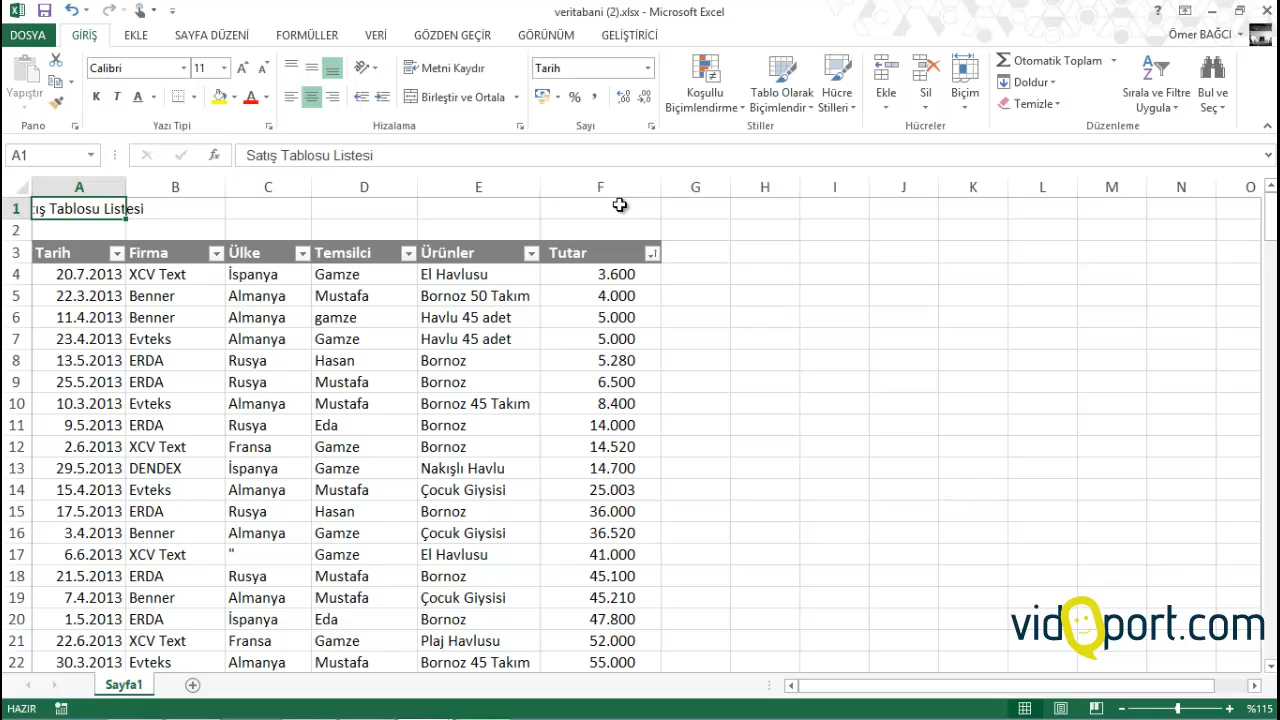 veritabani (2).xlsx - Microsoft Excel
DOSYA GİRİŞ EKLE SAYFA DÜZENİ FORMÜLLER VERİ GÖZDEN GEÇİR GÖRÜNÜM GELİŞTİRİCİ Ömer BAĞCI
Yapıştır
Pano
Calibri 11
K T A
Yazı Tipi
Metni Kaydır
Birleştir ve Ortala
Hizalama
Tarih
%
Sayı
Koşullu Biçimlendirme
Tablo Olarak Biçimlendir
Hücre Stilleri
Stiller
Ekle
Sil
Biçim
Hücreler
Otomatik Toplam
Doldur
Temizle
Sırala ve Filtre Uygula
Bul ve Seç
Düzenleme
A1 fx Satış Tablosu Listesi
A B C D E F G H I J K L M N O
1 ış Tablosu Listesi
2
3 Tarih Firma Ülke Temsilci Ürünler Tutar
4 20.7.2013 XCV Text İspanya Gamze El Havlusu 3.600
5 22.3.2013 Benner Almanya Mustafa Bornoz 50 Takım 4.000
6 11.4.2013 Benner Almanya gamze Havlu 45 adet 5.000
7 23.4.2013 Evteks Almanya Gamze Havlu 45 adet 5.000
8 13.5.2013 ERDA Rusya Hasan Bornoz 5.280
9 25.5.2013 ERDA Rusya Mustafa Bornoz 6.500
10 10.3.2013 Evteks Almanya Mustafa Bornoz 45 Takım 8.400
11 9.5.2013 ERDA Rusya Eda Bornoz 14.000
12 2.6.2013 XCV Text Fransa Gamze Bornoz 14.520
13 29.5.2013 DENDEX İspanya Gamze Nakışlı Havlu 14.700
14 15.4.2013 Evteks Almanya Mustafa Çocuk Giysisi 25.003
15 17.5.2013 ERDA Rusya Hasan Bornoz 36.000
16 3.4.2013 Benner Almanya Gamze Çocuk Giysisi 36.520
17 6.6.2013 XCV Text " Gamze El Havlusu 41.000
18 21.5.2013 ERDA Rusya Mustafa Bornoz 45.100
19 7.4.2013 Benner Almanya Mustafa Çocuk Giysisi 45.210
20 1.5.2013 ERDA İspanya Eda Bornoz 47.800
21 22.6.2013 XCV Text Fransa Gamze Plaj Havlusu 52.000
22 30.3.2013 Evteks Almanya Mustafa Bornoz 45 Takım 55.000
vidoport.com
Sayfa1
HAZIR %115